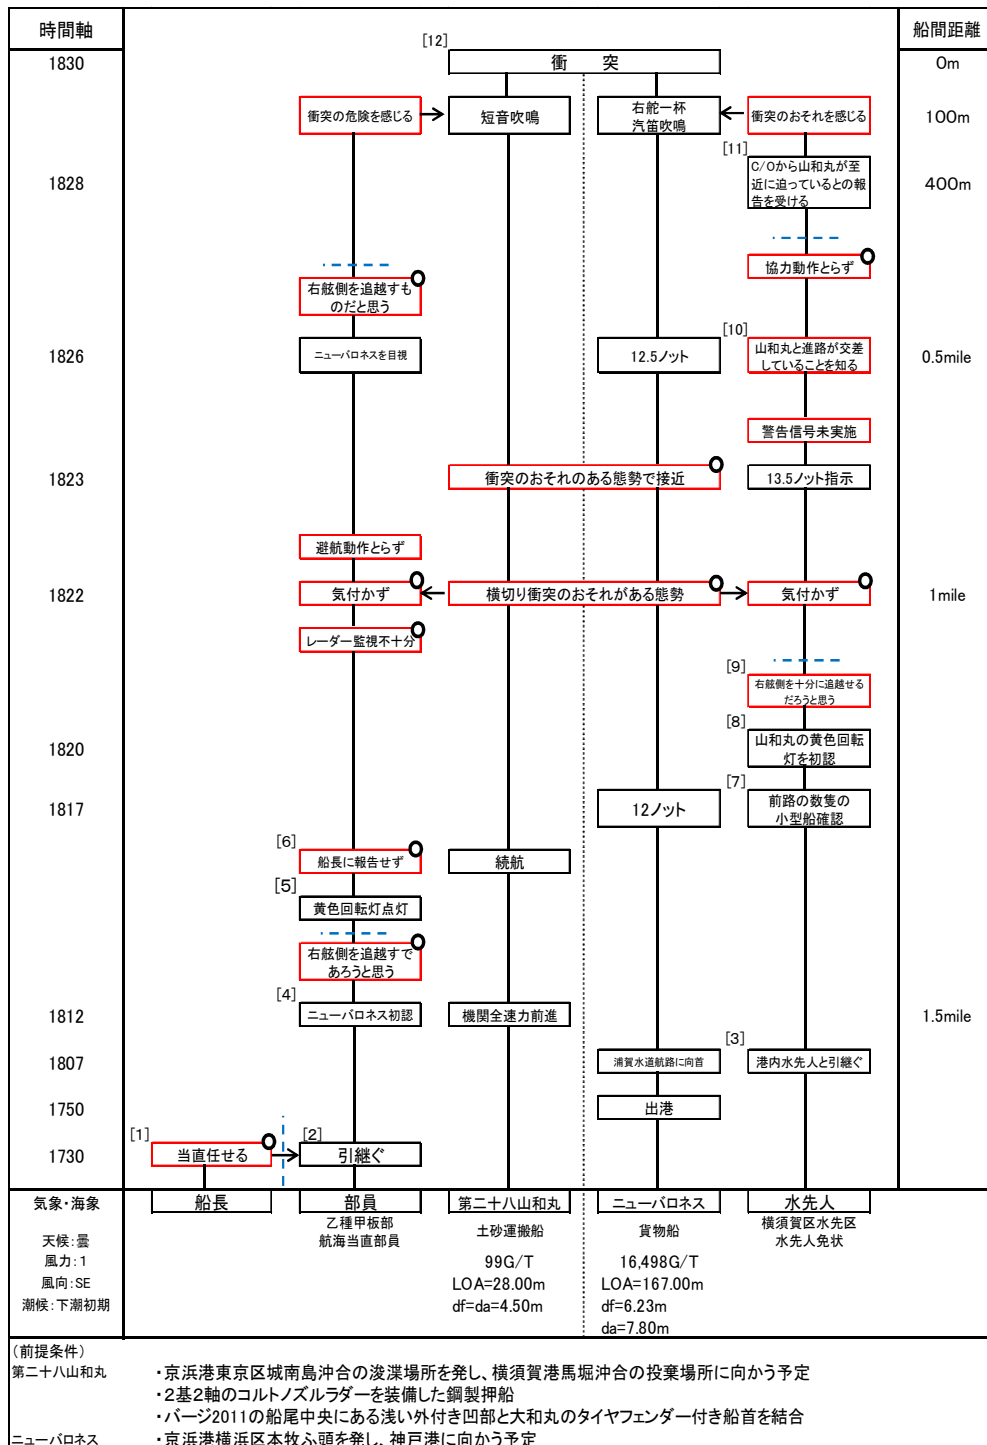 時間軸
船間距離
[12]
1830
衝　突
0m
衝突の危険を感じる
短音吹鳴
右舵一杯
汽笛吹鳴
衝突のおそれを感じる
100m
[11]
1828
C/Oから山和丸が至
近に迫っているとの報
告を受ける
400m
協力動作とらず
右舷側を追越すも
のだと思う
[10]
1826
ニューバロネスを目視
12.5ノット
山和丸と進路が交差
していることを知る
0.5mile
警告信号未実施
1823
衝突のおそれのある態勢で接近
13.5ノット指示
避航動作とらず
1822
気付かず
横切り衝突のおそれがある態勢
気付かず
1mile
レーダー監視不十分
[9]
右舷側を十分に追越せる
だろうと思う
[8]
1820
山和丸の黄色回転
灯を初認
[7]
1817
12ノット
前路の数隻の
小型船確認
[6]
船長に報告せず
続航
[5]
黄色回転灯点灯
右舷側を追越すで
あろうと思う
[4]
1812
ニューバロネス初認
機関全速力前進
1.5mile
[3]
1807
浦賀水道航路に向首
港内水先人と引継ぐ
1750
出港
[1]
[2]
1730
当直任せる
引継ぐ
気象・海象
船長
部員
第二十八山和丸
ニューバロネス
水先人
乙種甲板部
航海当直部員
土砂運搬船
貨物船
横須賀区水先区
水先人免状
天候：曇
風力：1
風向：SE
潮候：下潮初期
99G/T
LOA=28.00m
df=da=4.50m
16,498G/T
LOA=167.00m
df=6.23m
da=7.80m
（前提条件）
第二十八山和丸
・京浜港東京区城南島沖合の浚渫場所を発し、横須賀港馬堀沖合の投棄場所に向かう予定
・2基2軸のコルトノズルラダーを装備した鋼製押船
・バージ2011の船尾中央にある浅い外付き凹部と大和丸のタイヤフェンダー付き船首を結合
ニューバロネス
・京浜港横浜区本牧ふ頭を発し、神戸港に向かう予定